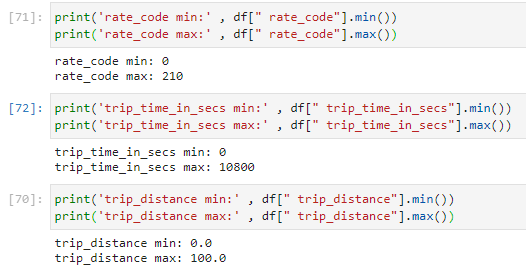 [71]: print('rate_code min:' , df[" rate_code"].min())
print('rate_code max:' , df[" rate_code"].max())
rate_code min: 0
rate_code max: 210
[72]: print('trip_time_in_secs min:' , df[" trip_time_in_secs"].min())
print('trip_time_in_secs max:' , df[" trip_time_in_secs"].max())
trip_time_in_secs min: 0
trip_time_in_secs max: 10800
[70]: print('trip_distance min:' , df[" trip_distance"].min())
print('trip_distance max:' , df[" trip_distance"].max())
trip_distance min: 0.0
trip_distance max: 100.0